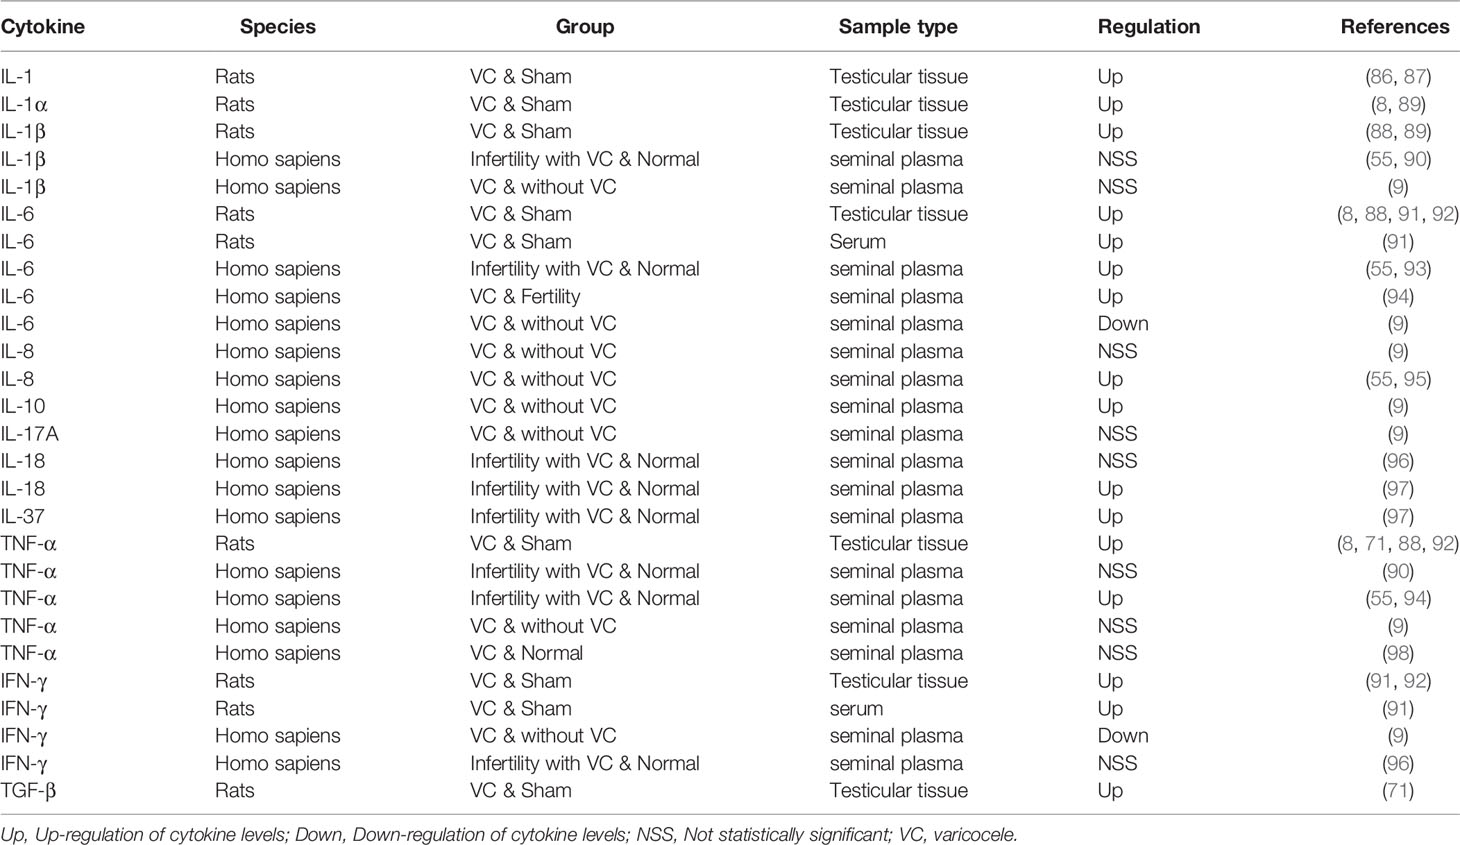 Cytokine Species Group Sample type Regulation References
IL-1 Rats VC & Sham Testicular tissue Up (86, 87)
IL-1α Rats VC & Sham Testicular tissue Up (8, 89)
IL-1β Rats VC & Sham Testicular tissue Up (88, 89)
IL-1β Homo sapiens Infertility with VC & Normal seminal plasma NSS (55, 90)
IL-1β Homo sapiens VC & without VC seminal plasma NSS (9)
IL-6 Rats VC & Sham Testicular tissue Up (8, 88, 91, 92)
IL-6 Rats VC & Sham Serum Up (91)
IL-6 Homo sapiens Infertility with VC & Normal seminal plasma Up (55, 93)
IL-6 Homo sapiens VC & Fertility seminal plasma Up (94)
IL-6 Homo sapiens VC & without VC seminal plasma Down (9)
IL-8 Homo sapiens VC & without VC seminal plasma NSS (9)
IL-8 Homo sapiens VC & without VC seminal plasma Up (55, 95)
IL-10 Homo sapiens VC & without VC seminal plasma Up (9)
IL-17A Homo sapiens VC & without VC seminal plasma NSS (9)
IL-18 Homo sapiens Infertility with VC & Normal seminal plasma NSS (96)
IL-18 Homo sapiens Infertility with VC & Normal seminal plasma Up (97)
IL-37 Homo sapiens Infertility with VC & Normal seminal plasma Up (97)
TNF-α Rats VC & Sham Testicular tissue Up (8, 71, 88, 92)
TNF-α Homo sapiens Infertility with VC & Normal seminal plasma NSS (90)
TNF-α Homo sapiens Infertility with VC & Normal seminal plasma Up (55, 94)
TNF-α Homo sapiens VC & without VC seminal plasma NSS (9)
TNF-α Homo sapiens VC & Normal seminal plasma NSS (98)
IFN-γ Rats VC & Sham Testicular tissue Up (91, 92)
IFN-γ Rats VC & Sham serum Up (91)
IFN-γ Homo sapiens VC & without VC seminal plasma Down (9)
IFN-γ Homo sapiens Infertility with VC & Normal seminal plasma NSS (96)
TGF-β Rats VC & Sham Testicular tissue Up (71)
Up, Up-regulation of cytokine levels; Down, Down-regulation of cytokine levels; NSS, Not statistically significant; VC, varicocele.